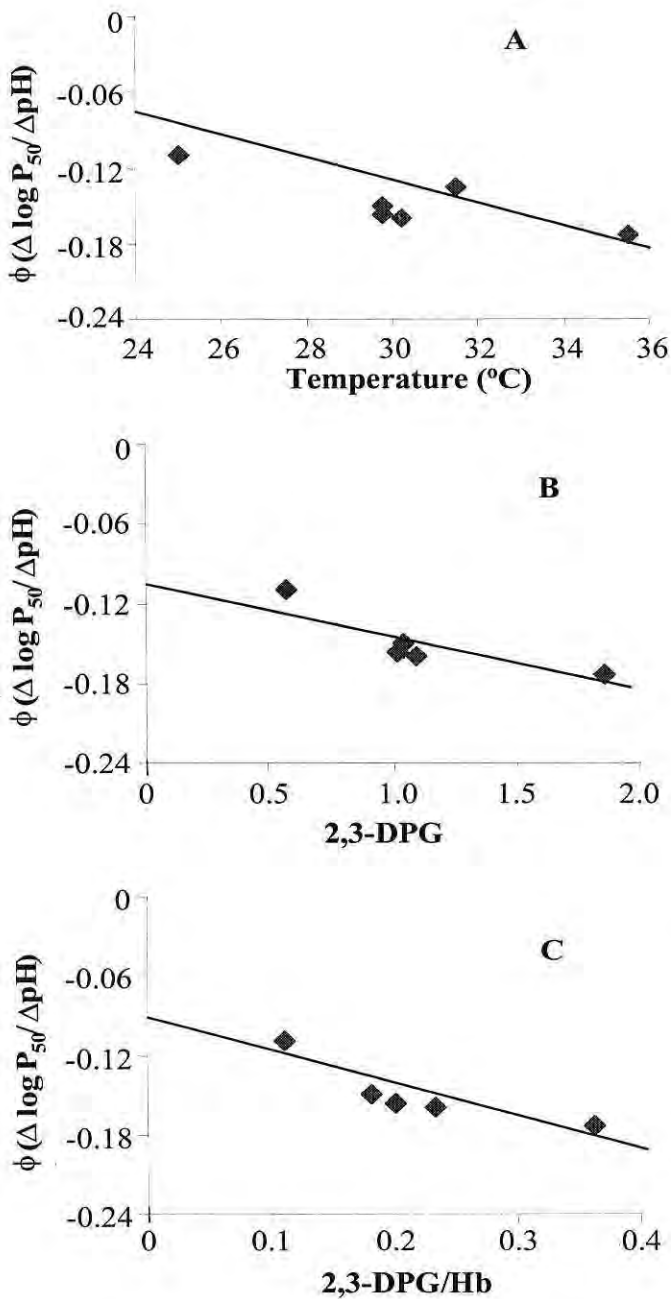 0
A
-0.06
-0.12
-0.18
-0.24
ϕ (Δ log P50/ΔpH)
24 26 28 30 32 34 36
Temperature (ºC)
0
B
-0.06
-0.12
-0.18
-0.24
ϕ (Δ log P50/ΔpH)
0 0.5 1.0 1.5 2.0
2,3-DPG
0
C
-0.06
-0.12
-0.18
-0.24
ϕ (Δ log P50/ΔpH)
0 0.1 0.2 0.3 0.4
2,3-DPG/Hb